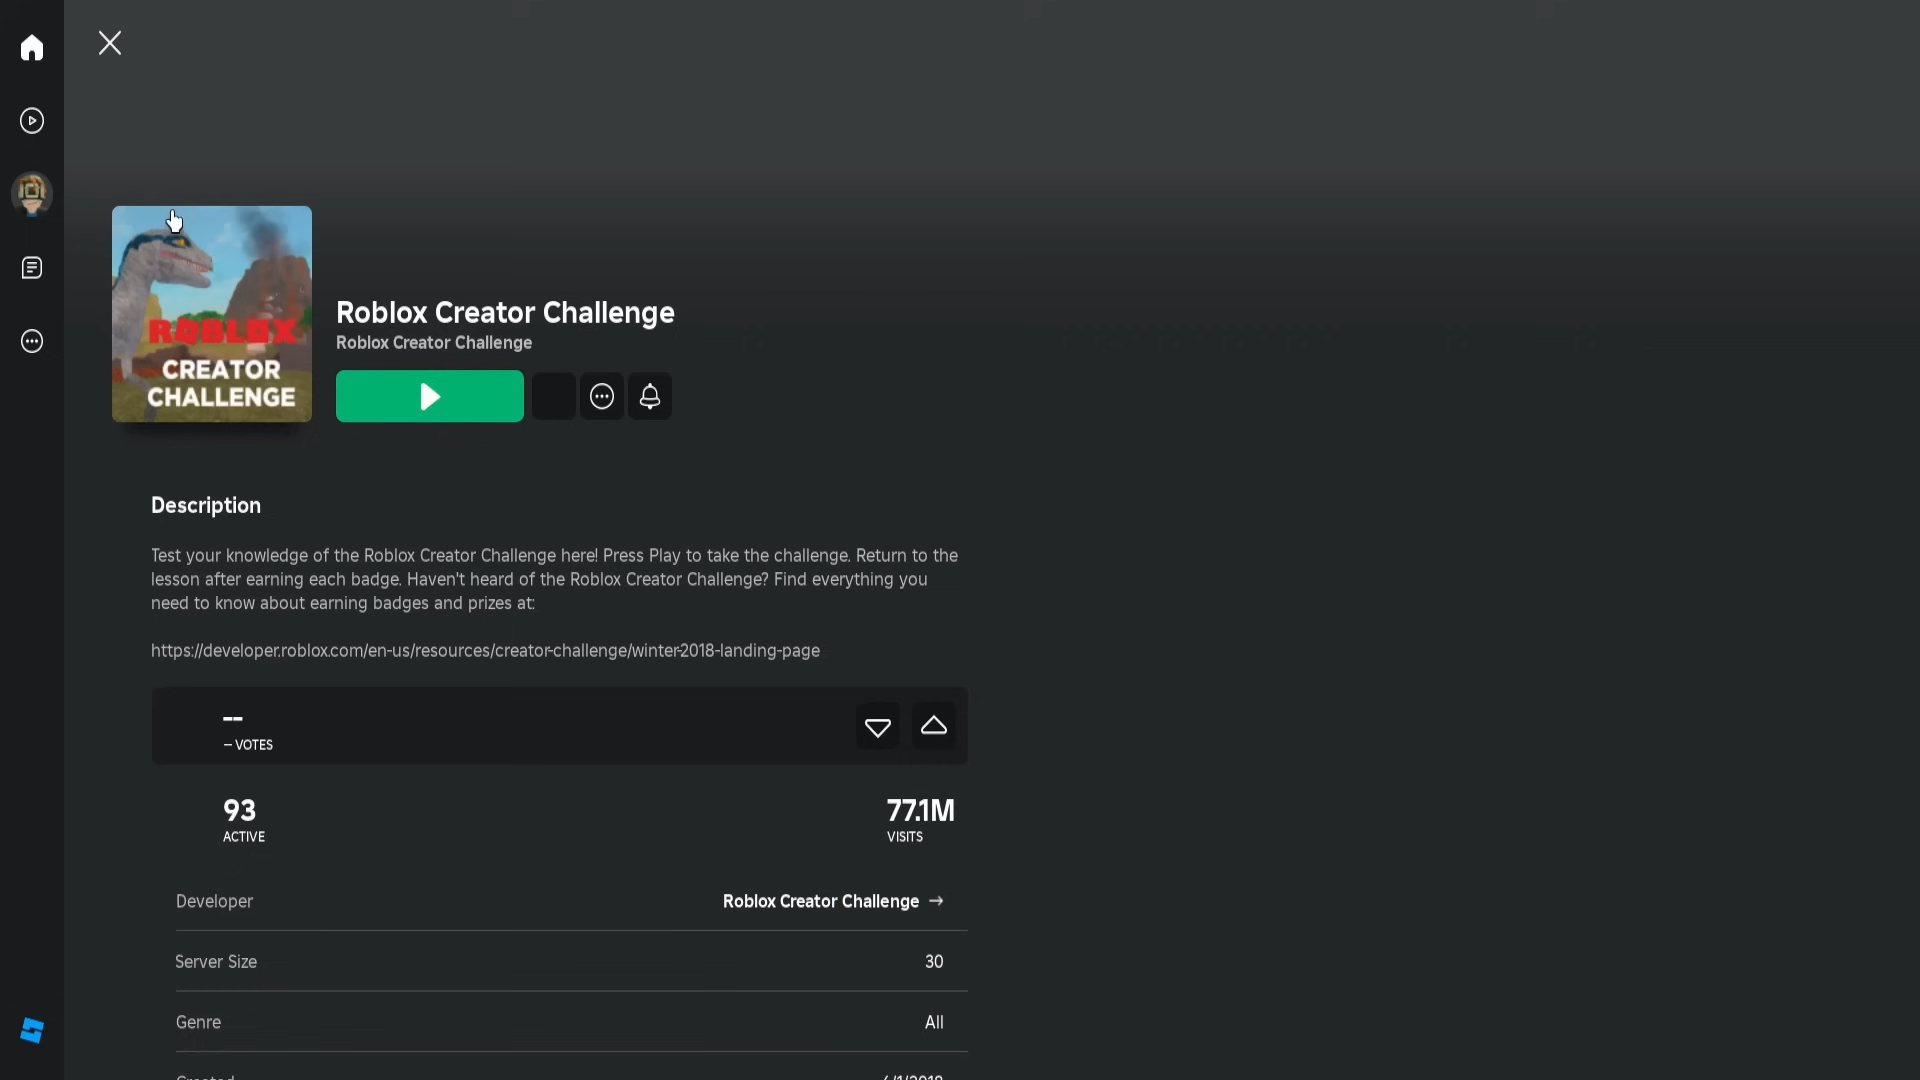 ROBLOX
CREATOR
CHALLENGE
Roblox Creator Challenge
Roblox Creator Challenge
Description
Test your knowledge of the Roblox Creator Challenge here! Press Play to take the challenge. Return to the
lesson after earning each badge. Haven't heard of the Roblox Creator Challenge? Find everything you
need to know about earning badges and prizes at:
https://developer.roblox.com/en-us/resources/creator-challenge/winter-2018-landing-page
--
-- VOTES
93
ACTIVE
77.1M
VISITS
Developer
Roblox Creator Challenge →
Server Size
30
Genre
All